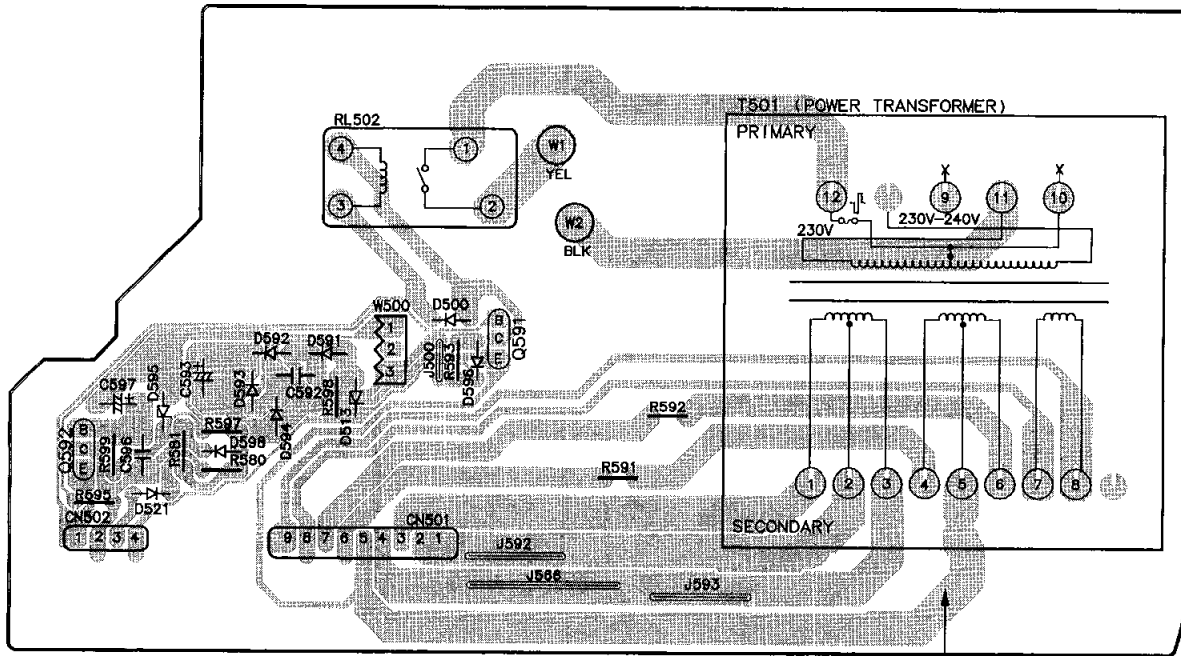 T501 (POWER TRANSFORMER)
PRIMARY
RL502
4
1
3
2
W1
YEL
W2
BLK
12
9
11
10
230V
230V-240V
W500
1
2
3
D500
J500
R593
D596
B
C
E
Q591
D592
D591
C593
D595
C597
D593
C592
R598
D513
D594
R597
D598
R580
Q592
B
C
E
R599
C596
R581
R595
D521
CN502
1 2 3 4
R592
R591
CN501
9 8 7 6 5 4 3 2 1
J592
J566
J593
1 2 3 4 5 6 7 8
SECONDARY